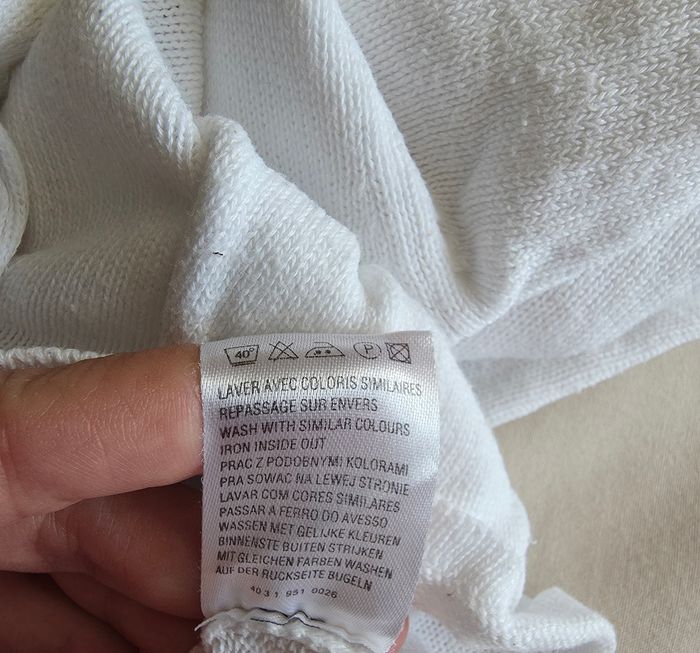 40°
P
LAVER AVEC COLORIS SIMILAIRES
REPASSAGE SUR ENVERS
WASH WITH SIMILAR COLOURS
IRON INSIDE OUT
PRAC Z PODOBNYMI KOLORAMI
PRA SOWAC NA LEWEJ STRONIE
LAVAR COM CORES SIMILARES
PASSAR A FERRO DO AVESSO
WASSEN MET GELIJKE KLEUREN
BINNENSTE BUITEN STRIJKEN
MIT GLEICHEN FARBEN WASHEN
AUF DER RUCKSEITE BUGELN
4031 951 0026